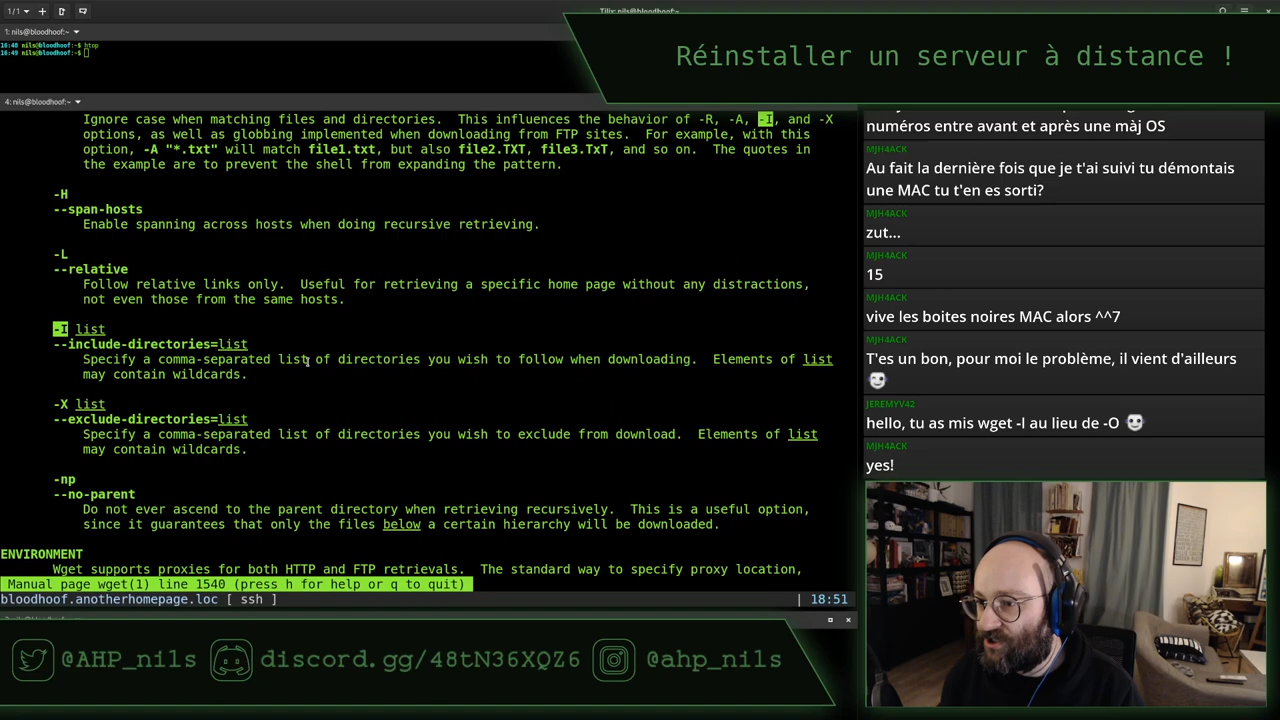 1 / 1
Tilix: nils@bloodhoof:~
1: nils@bloodhoof:~
16:48 nils@bloodhoof:~$ htop
16:49 nils@bloodhoof:~$
Réinstaller un serveur à distance !
4: nils@bloodhoof:~
Ignore case when matching files and directories.  This influences the behavior of -R, -A, -I, and -X
options, as well as globbing implemented when downloading from FTP sites.  For example, with this
option, -A "*.txt" will match file1.txt, but also file2.TXT, file3.TxT, and so on.  The quotes in
the example are to prevent the shell from expanding the pattern.
-H
--span-hosts
Enable spanning across hosts when doing recursive retrieving.
-L
--relative
Follow relative links only.  Useful for retrieving a specific home page without any distractions,
not even those from the same hosts.
-I list
--include-directories=list
Specify a comma-separated list of directories you wish to follow when downloading.  Elements of list
may contain wildcards.
-X list
--exclude-directories=list
Specify a comma-separated list of directories you wish to exclude from download.  Elements of list
may contain wildcards.
-np
--no-parent
Do not ever ascend to the parent directory when retrieving recursively.  This is a useful option,
since it guarantees that only the files below a certain hierarchy will be downloaded.
ENVIRONMENT
Wget supports proxies for both HTTP and FTP retrievals.  The standard way to specify proxy location,
Manual page wget(1) line 1540 (press h for help or q to quit)
bloodhoof.anotherhomepage.loc [ ssh ] | 18:51
numéros entre avant et après une màj OS
MJH4ACK
Au fait la dernière fois que je t'ai suivi tu démontais
une MAC tu t'en es sorti?
MJH4ACK
zut...
MJH4ACK
15
MJH4ACK
vive les boites noires MAC alors ^^7
MJH4ACK
T'es un bon, pour moi le problème, il vient d'ailleurs
JEREMYV42
hello, tu as mis wget -I au lieu de -O
MJH4ACK
yes!
@AHP_nils discord.gg/48tN36XQZ6 @ahp_nils